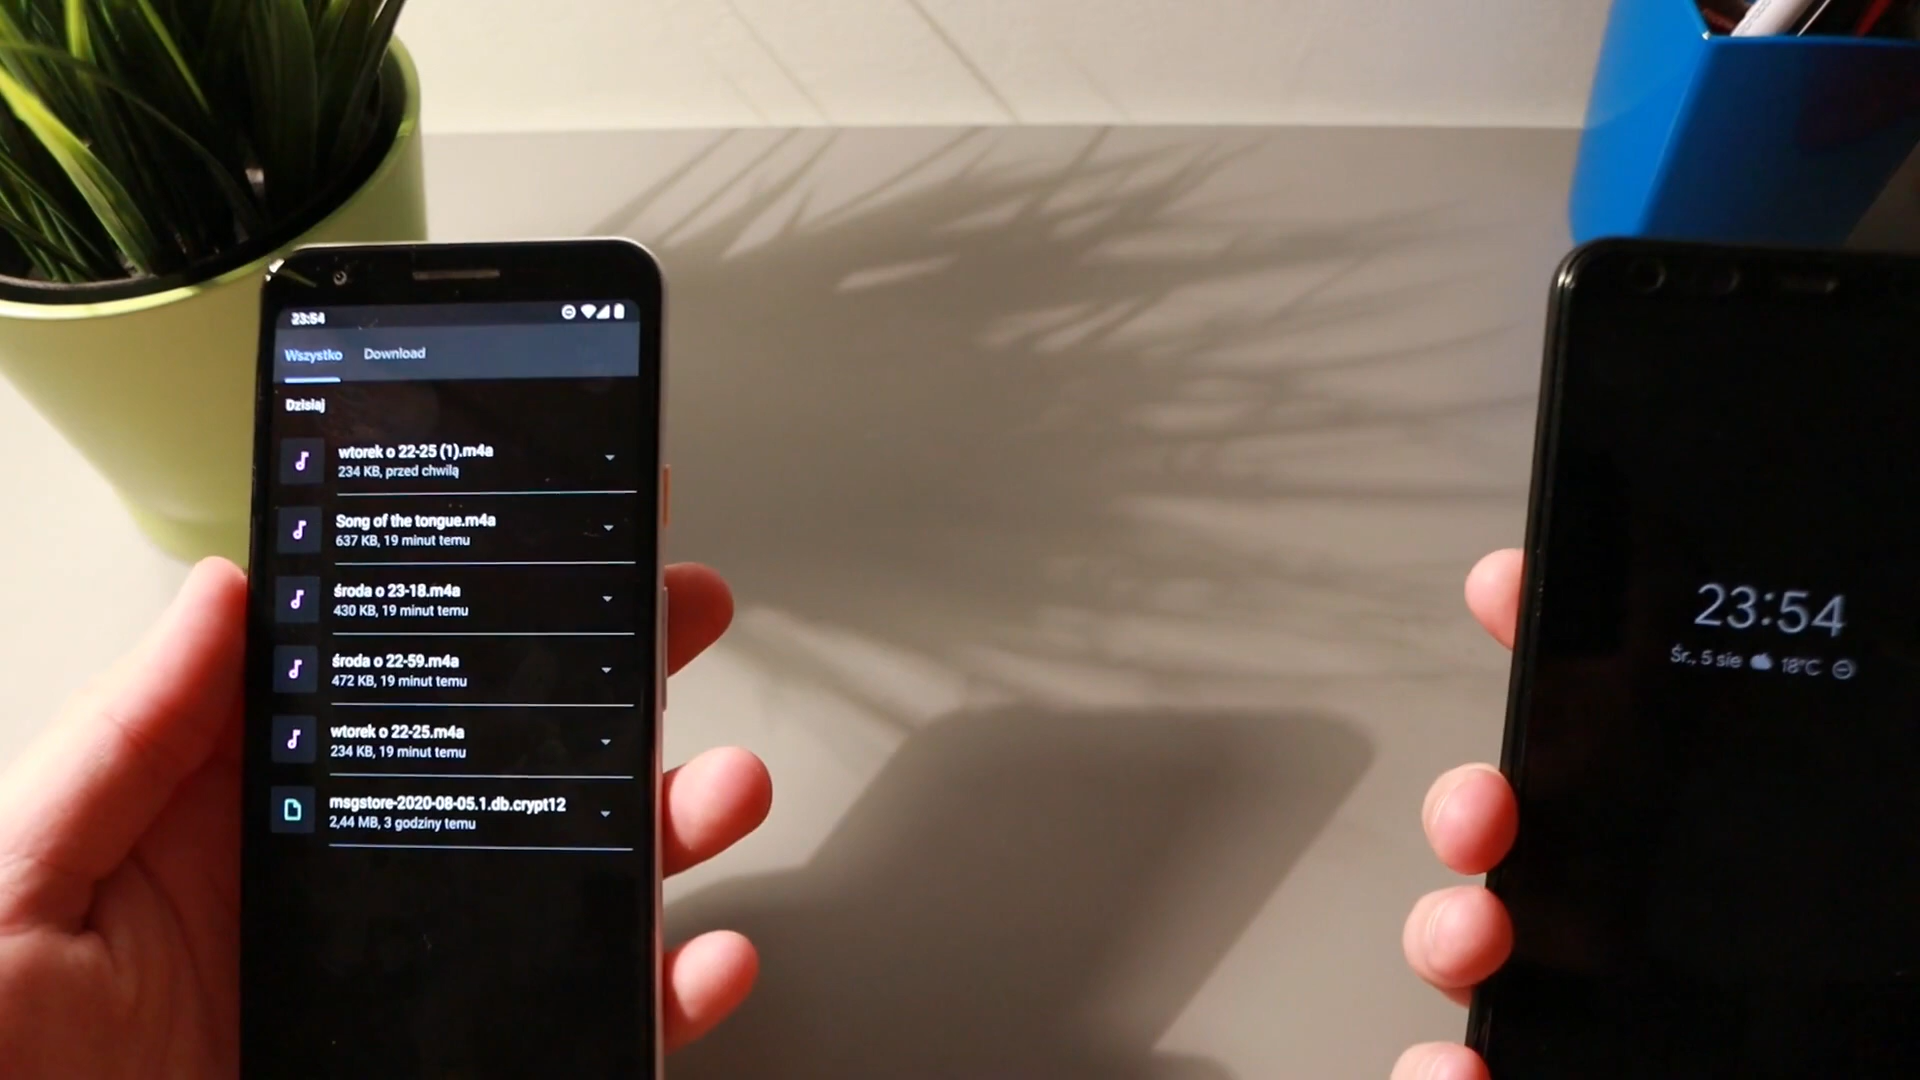 23:54
Wszystko Download
Dzisiaj
wtorek o 22-25 (1).m4a
234 KB, przed chwilą
Song of the tongue.m4a
637 KB, 19 minut temu
środa o 23-18.m4a
430 KB, 19 minut temu
środa o 22-59.m4a
472 KB, 19 minut temu
wtorek o 22-25.m4a
234 KB, 19 minut temu
msgstore-2020-08-05.1.db.crypt12
2,44 MB, 3 godziny temu
23:54
Śr., 5 sie 18°C